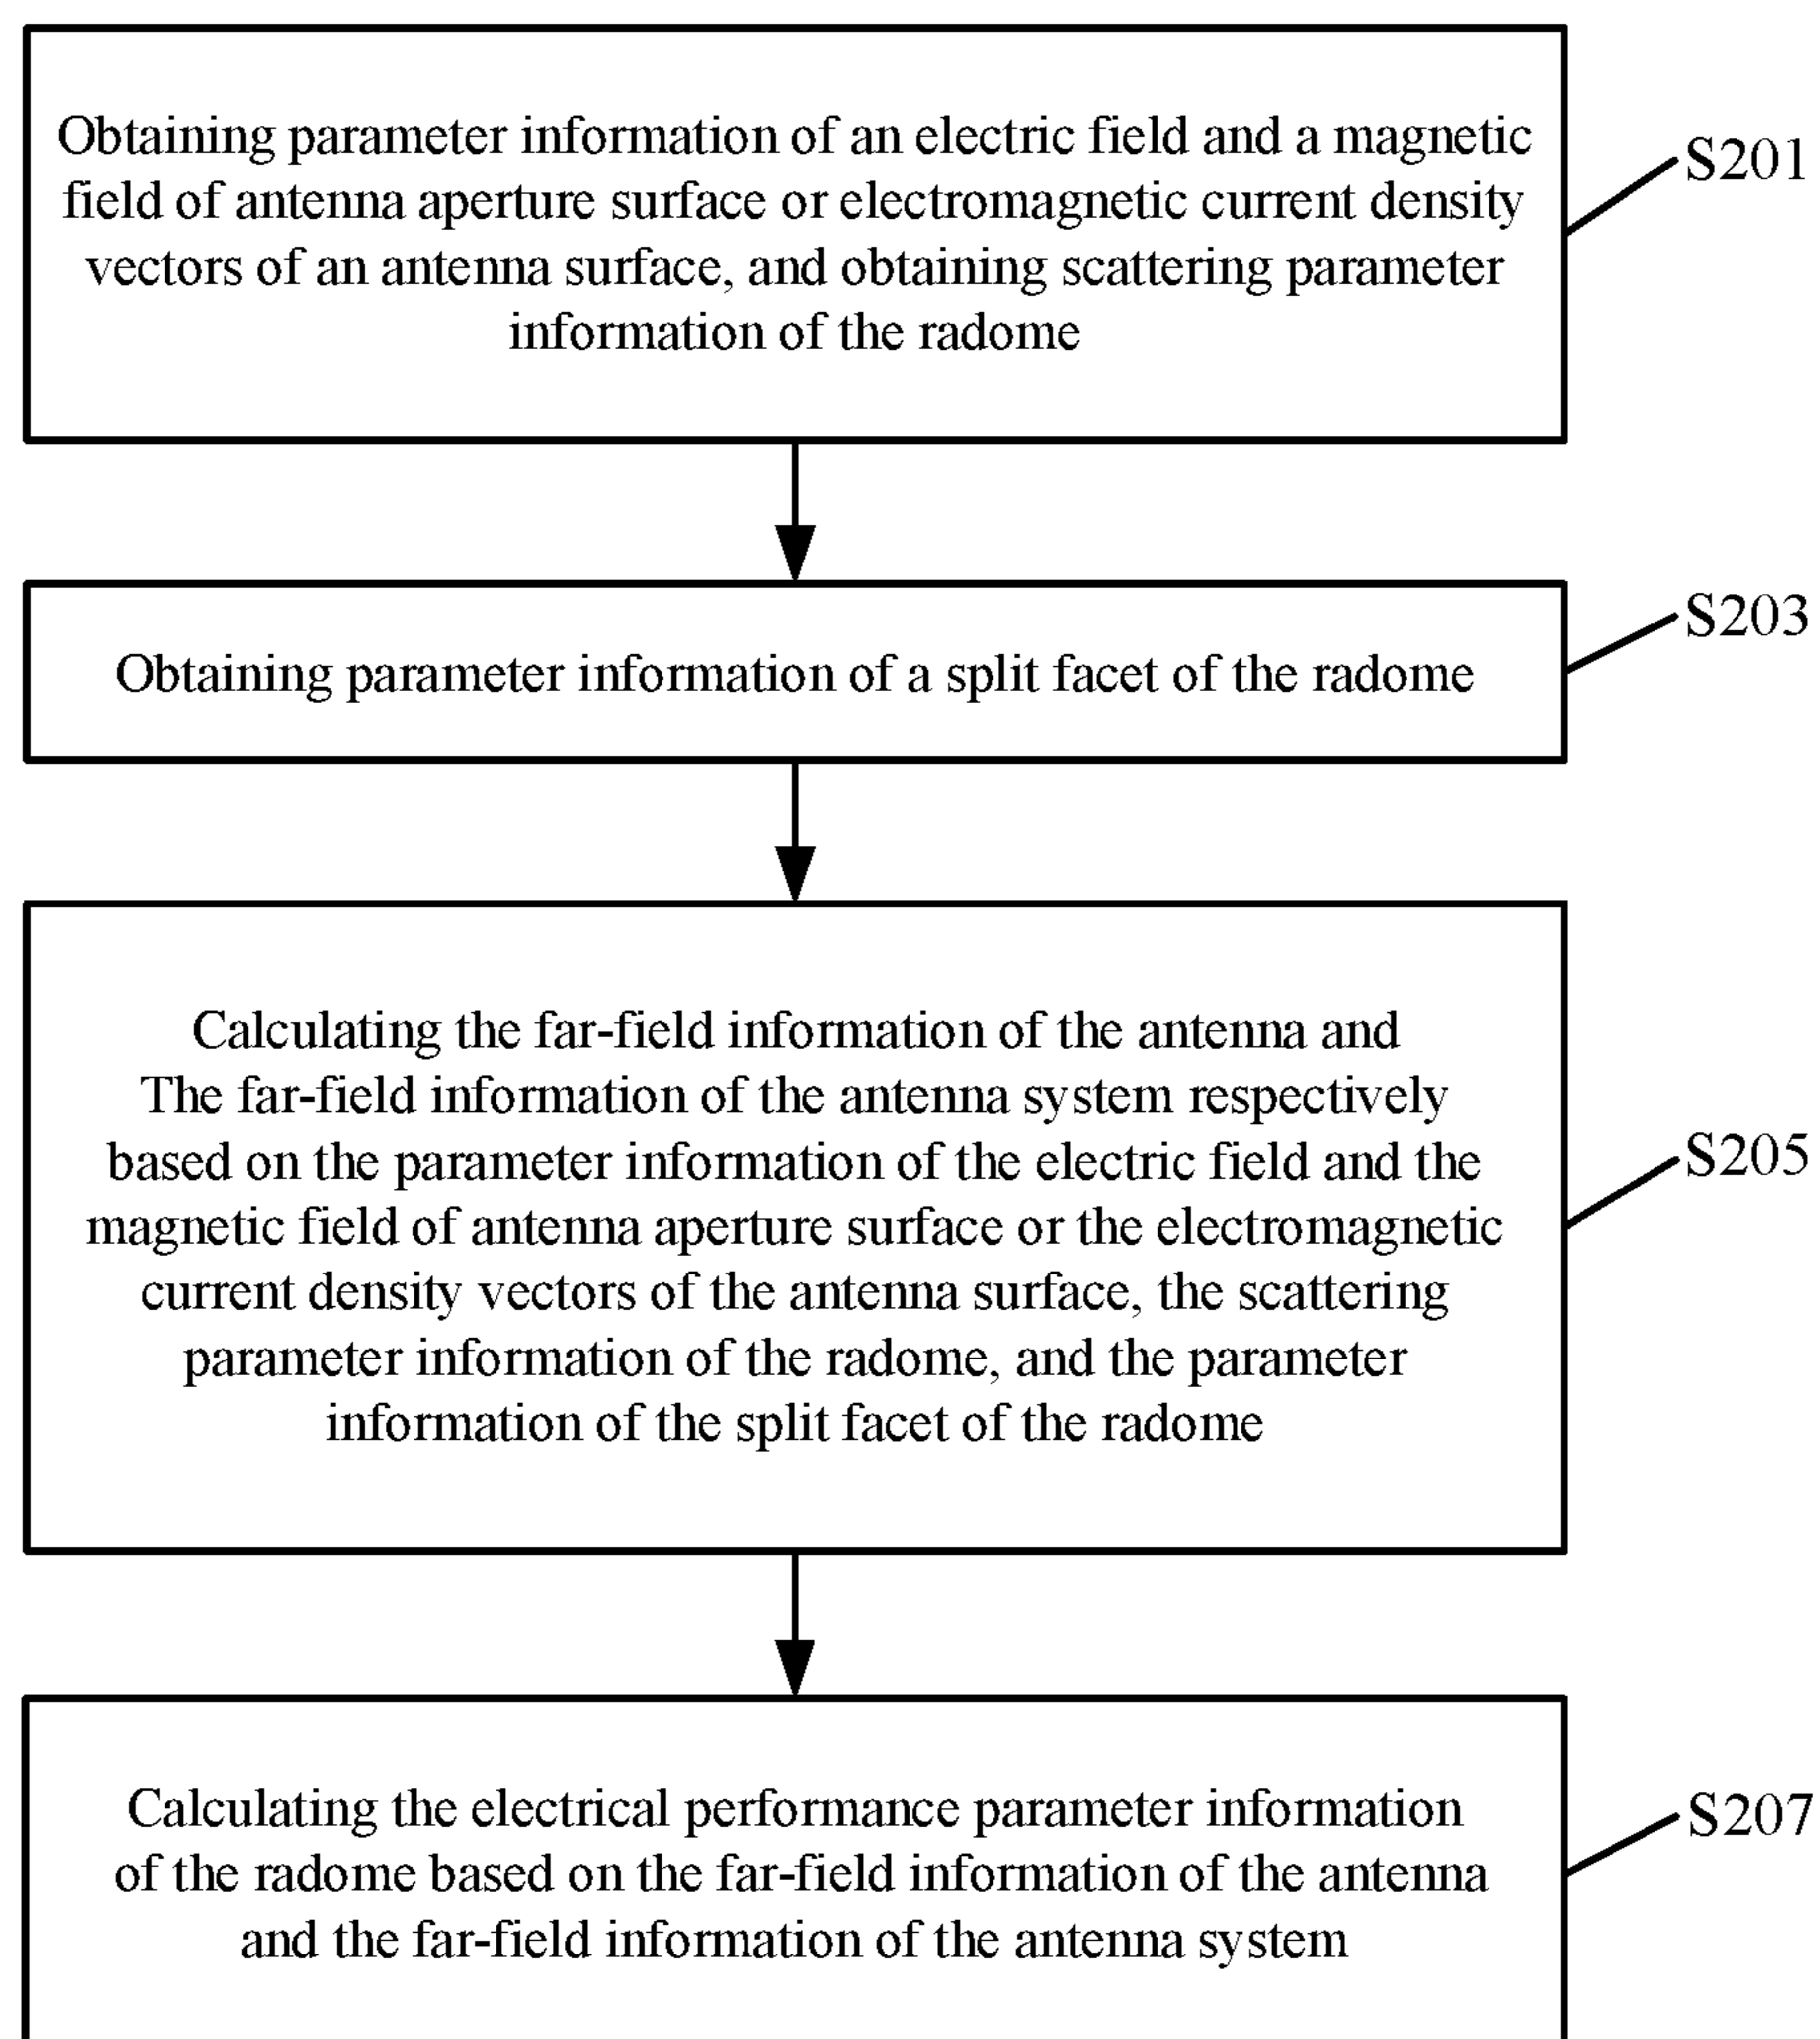 Obtaining parameter information of an electric field and a magnetic
field of antenna aperture surface or electromagnetic current density
vectors of an antenna surface, and obtaining scattering parameter
information of the radome
S201
Obtaining parameter information of a split facet of the radome
S203
Calculating the far-field information of the antenna and
The far-field information of the antenna system respectively
based on the parameter information of the electric field and the
magnetic field of antenna aperture surface or the electromagnetic
current density vectors of the antenna surface, the scattering
parameter information of the radome, and the parameter
information of the split facet of the radome
S205
Calculating the electrical performance parameter information
of the radome based on the far-field information of the antenna
and the far-field information of the antenna system
S207